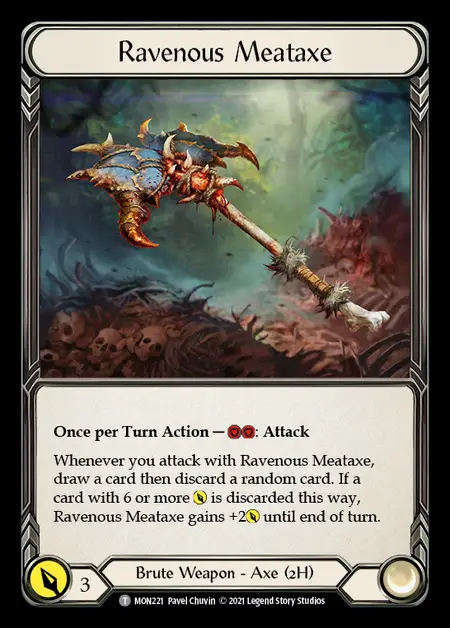 Ravenous Meataxe
Once per Turn Action — : Attack
Whenever you attack with Ravenous Meataxe,
draw a card then discard a random card. If a
card with 6 or more is discarded this way,
Ravenous Meataxe gains +2 until end of turn.
3
Brute Weapon - Axe (2H)
T MON221 Pavel Chuvin © 2021 Legend Story Studios